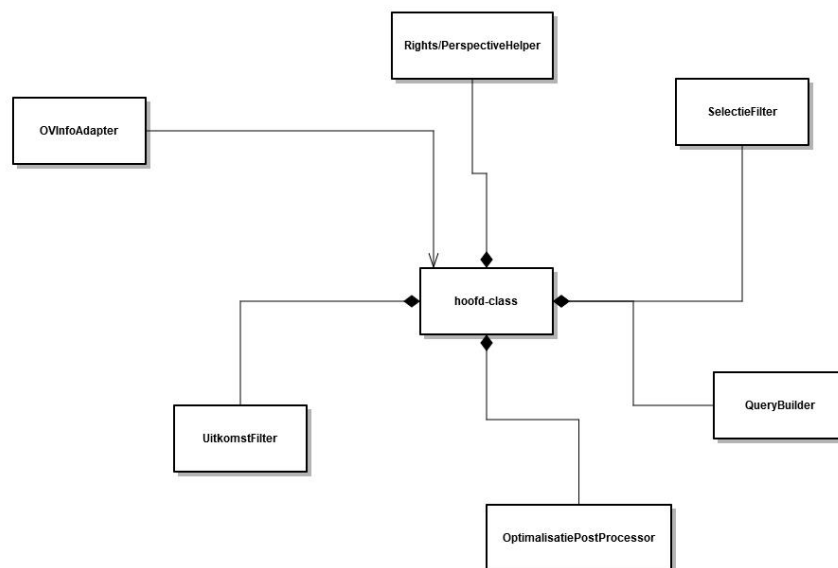 Rights/PerspectiveHelper
SelectieFilter
OVInfoAdapter
hoofd-class
QueryBuilder
UitkomstFilter
OptimalisatiePostProcessor